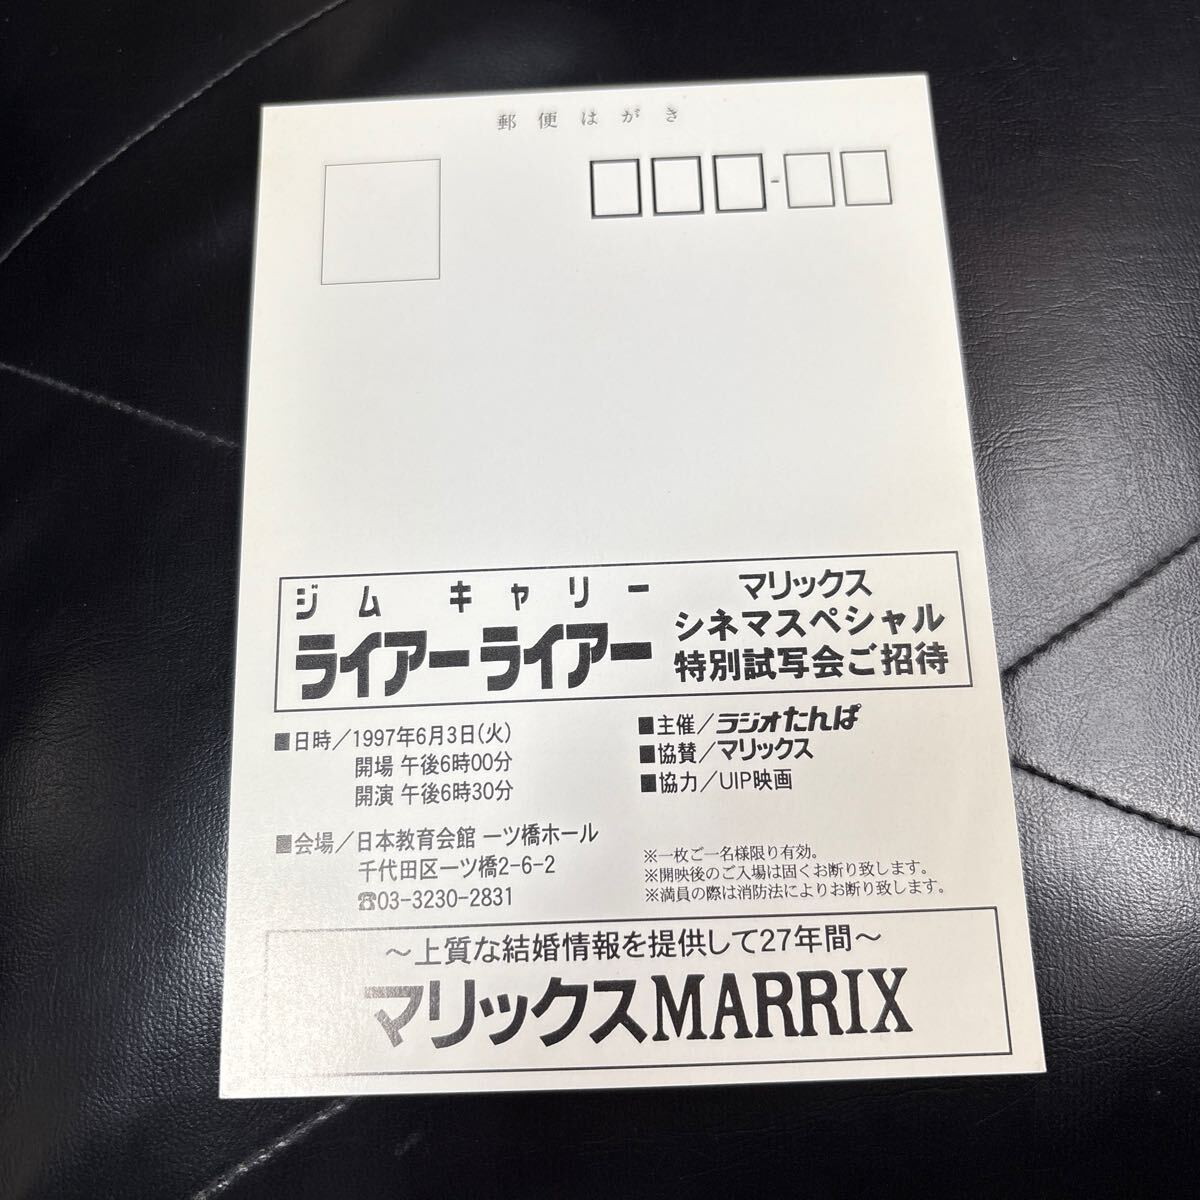 郵便はがき
ジム キャリー
ライアーライアー
マリックス
シネマスペシャル
特別試写会ご招待
■日時／1997年6月3日(火)
開場 午後6時00分
開演 午後6時30分
■会場／日本教育会館 一ツ橋ホール
千代田区一ツ橋2-6-2
☎03-3230-2831
■主催／ラジオたんぱ
■協賛／マリックス
■協力／UIP映画
※一枚ご一名様限り有効。
※開映後のご入場は固くお断り致します。
※満員の際は消防法によりお断り致します。
～上質な結婚情報を提供して27年間～
マリックスMARRIX